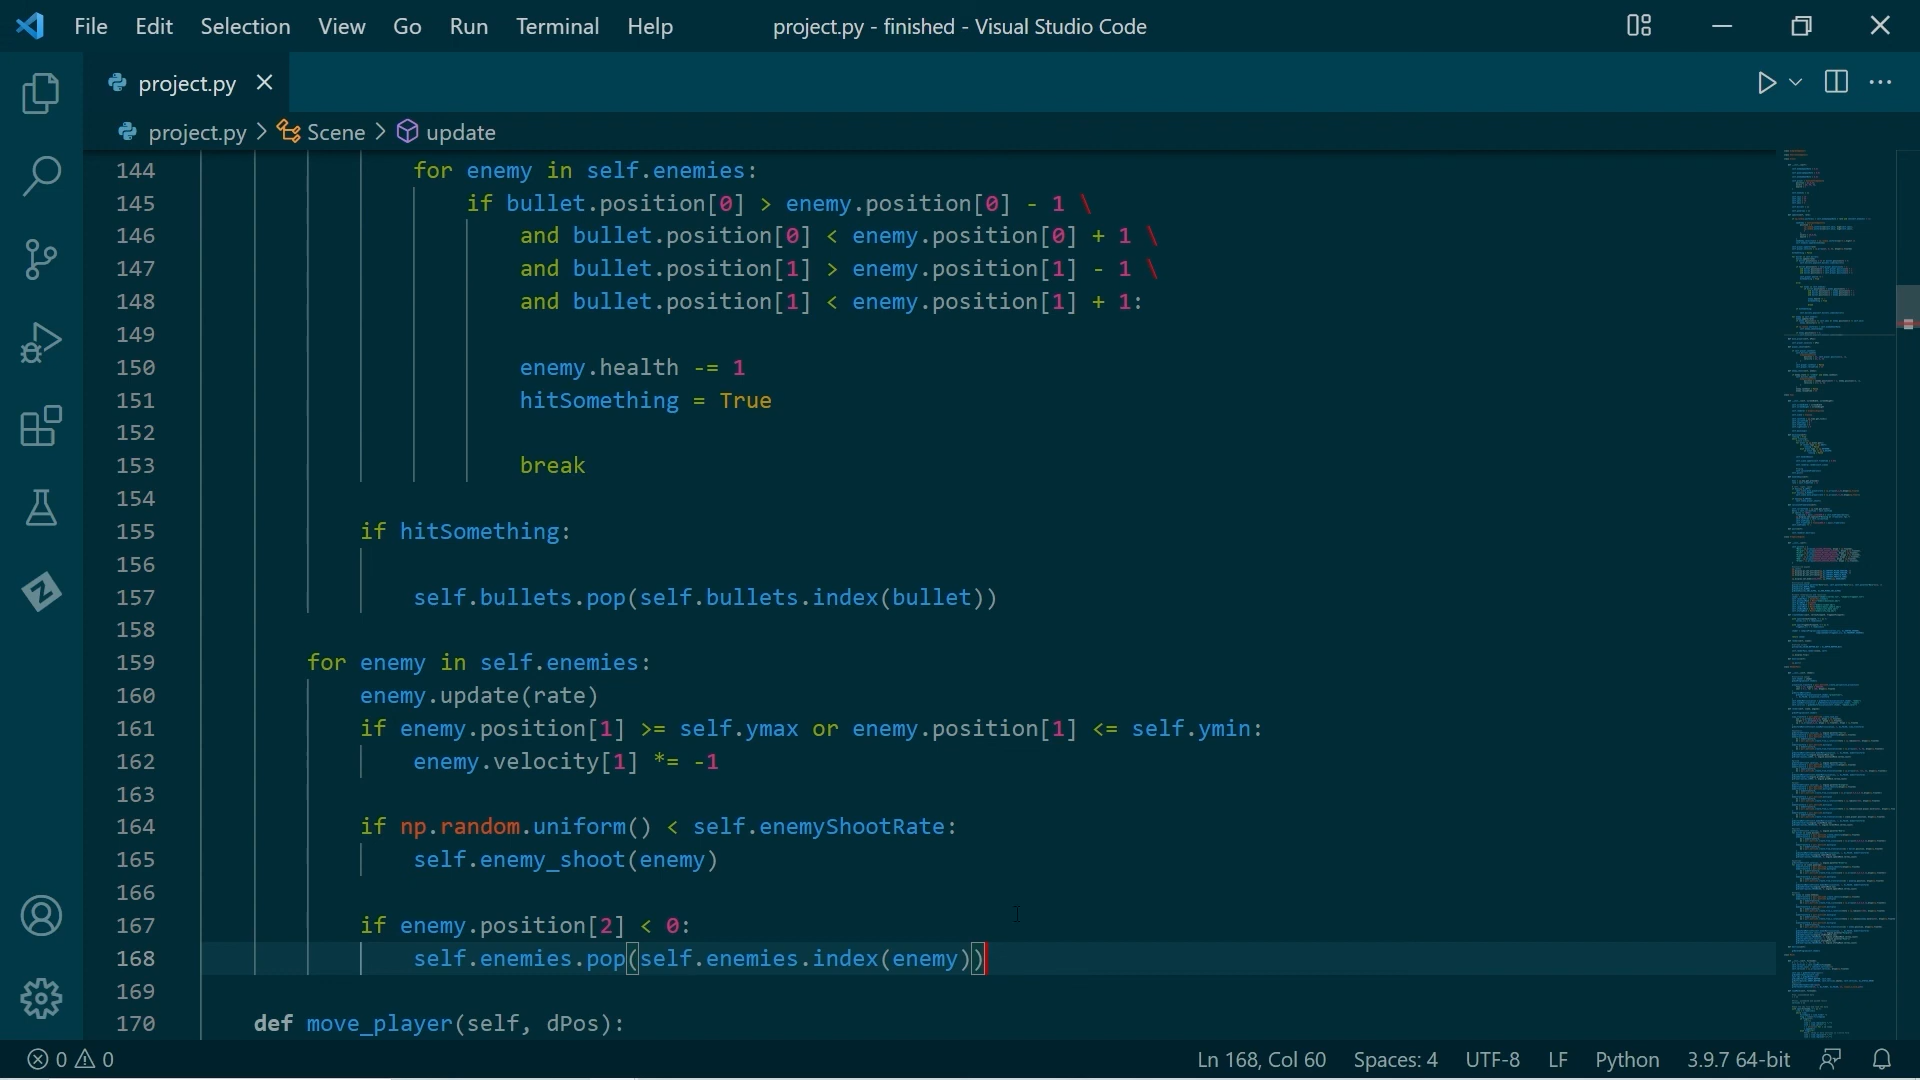 File Edit Selection View Go Run Terminal Help project.py - finished - Visual Studio Code
project.py
project.py > Scene > update
144 for enemy in self.enemies:
145 if bullet.position[0] > enemy.position[0] - 1 \
146 and bullet.position[0] < enemy.position[0] + 1 \
147 and bullet.position[1] > enemy.position[1] - 1 \
148 and bullet.position[1] < enemy.position[1] + 1:
149
150 enemy.health -= 1
151 hitSomething = True
152
153 break
154
155 if hitSomething:
156
157 self.bullets.pop(self.bullets.index(bullet))
158
159 for enemy in self.enemies:
160 enemy.update(rate)
161 if enemy.position[1] >= self.ymax or enemy.position[1] <= self.ymin:
162 enemy.velocity[1] *= -1
163
164 if np.random.uniform() < self.enemyShootRate:
165 self.enemy_shoot(enemy)
166
167 if enemy.position[2] < 0:
168 self.enemies.pop(self.enemies.index(enemy))
169
170 def move_player(self, dPos):
0 0 Ln 168, Col 60 Spaces: 4 UTF-8 LF Python 3.9.7 64-bit